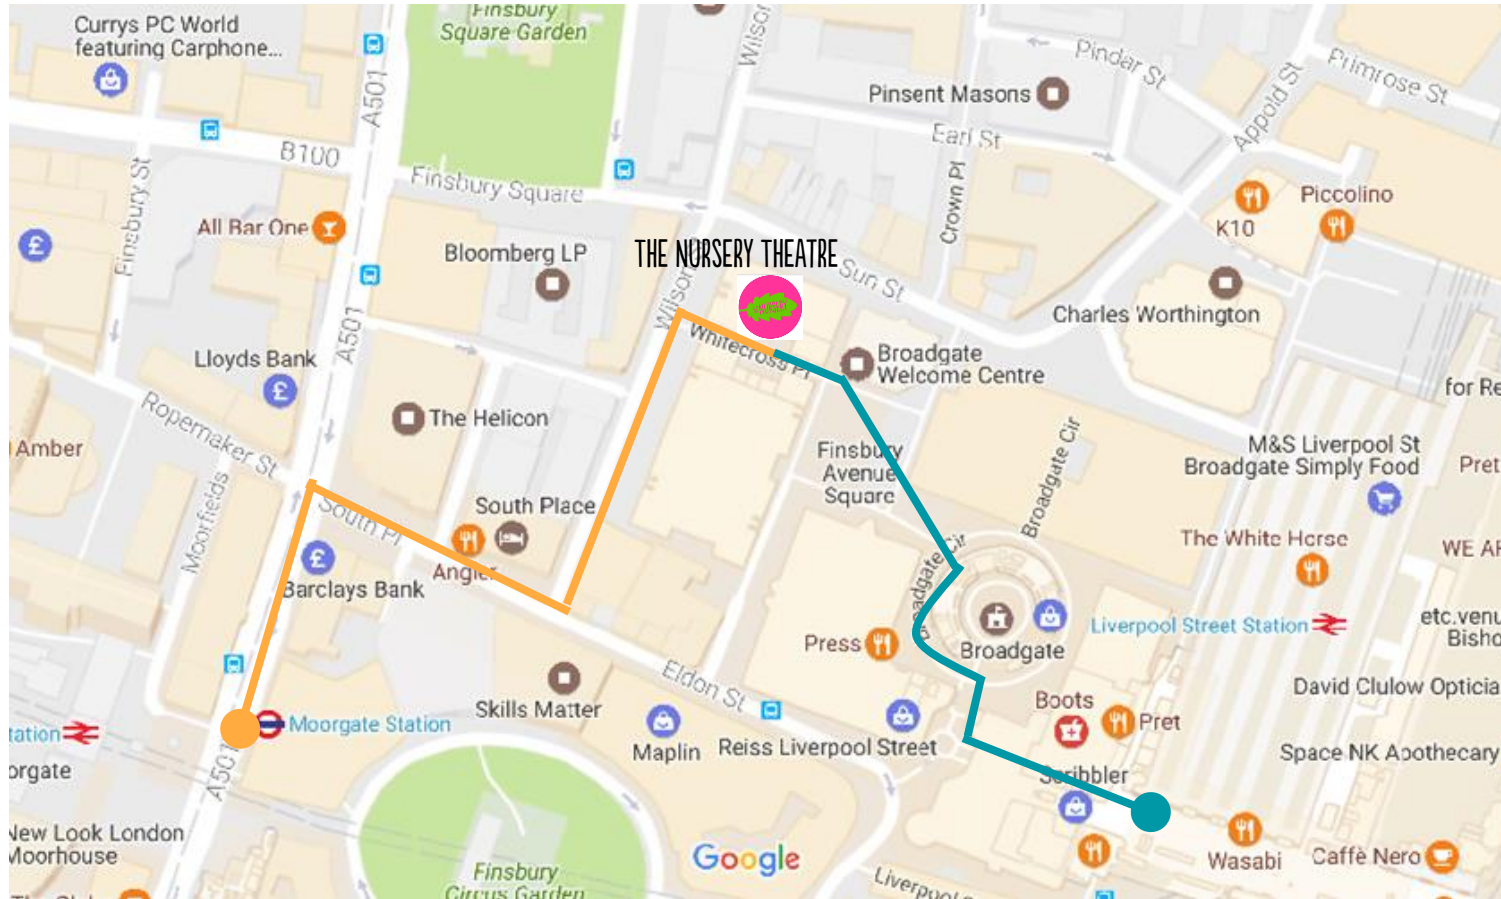 Finsbury
Square Garden
Currys PC World
featuring Carphone...
A501
Wilson
Pindar St
Primrose St
Pinsent Masons
Appold St
Earl St
B100
Finsbury Square
Finsbury St
Crown Pl
Piccolino
K10
All Bar One
Bloomberg LP
THE NURSERY THEATRE
Sun St
Wilson
Charles Worthington
A501
Whitecross Pl
Lloyds Bank
Broadgate
Welcome Centre
for Re
Ropemaker St
The Helicon
Amber
Finsbury
Avenue
Square
Broadgate Cir
M&S Liverpool St
Broadgate Simply Food
Pret
Moorfields
South Pl
South Place
Angler
Barclays Bank
Broadgate Cir
The White Horse
WE AR
Liverpool Street Station
etc.venu
Bisho
Press
Broadgate
Eldon St
David Clulow Opticia
Skills Matter
Boots
Pret
Moorgate Station
tation
orgate
A501
Maplin
Reiss Liverpool Street
Space NK Apothecary
Scribbler
New Look London
Moorhouse
Google
Wasabi
Caffè Nero
Finsbury
Circus Garden
Liverpool